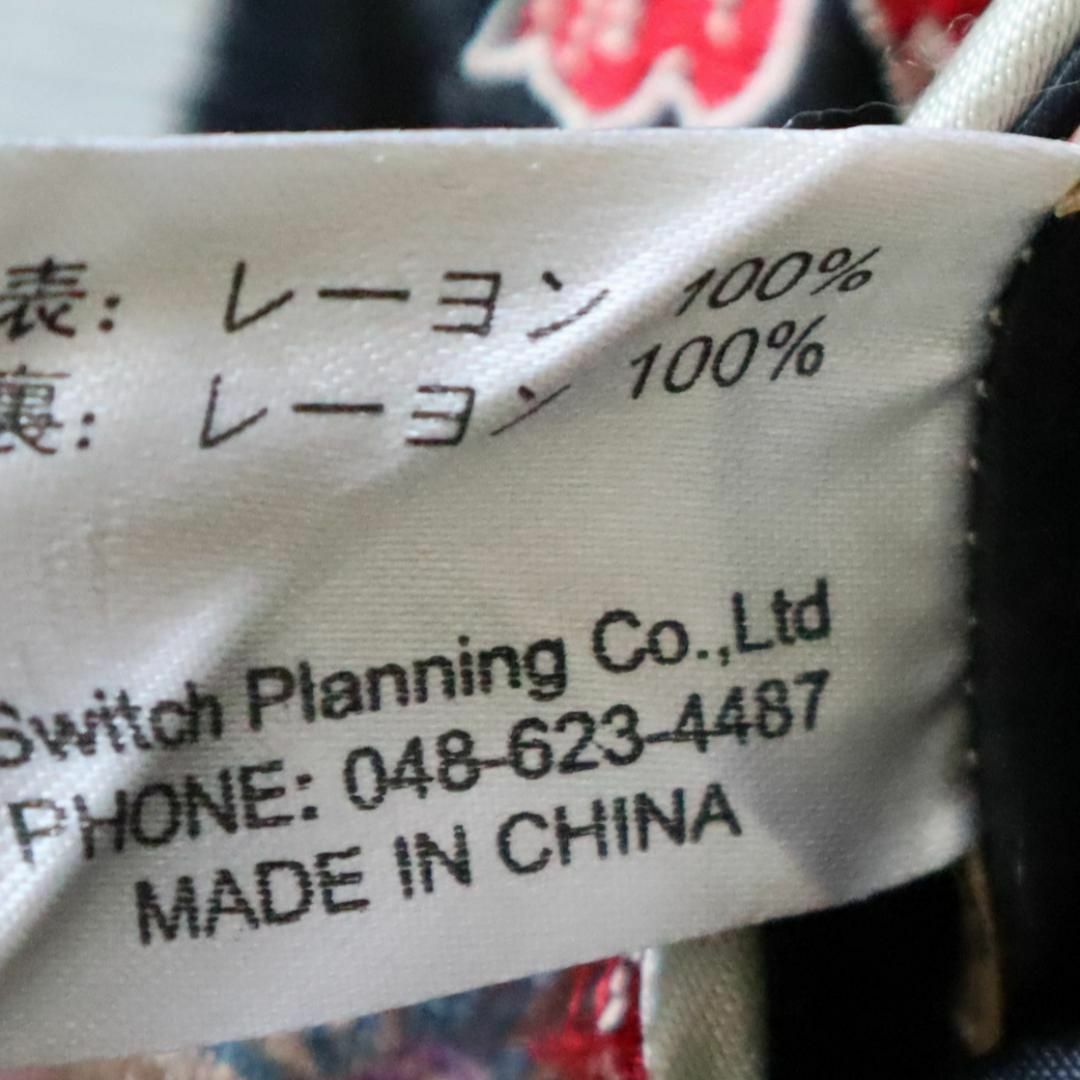 表: レーヨン 100%
裏: レーヨン 100%
Switch Planning Co.,Ltd
PHONE: 048-623-4487
MADE IN CHINA